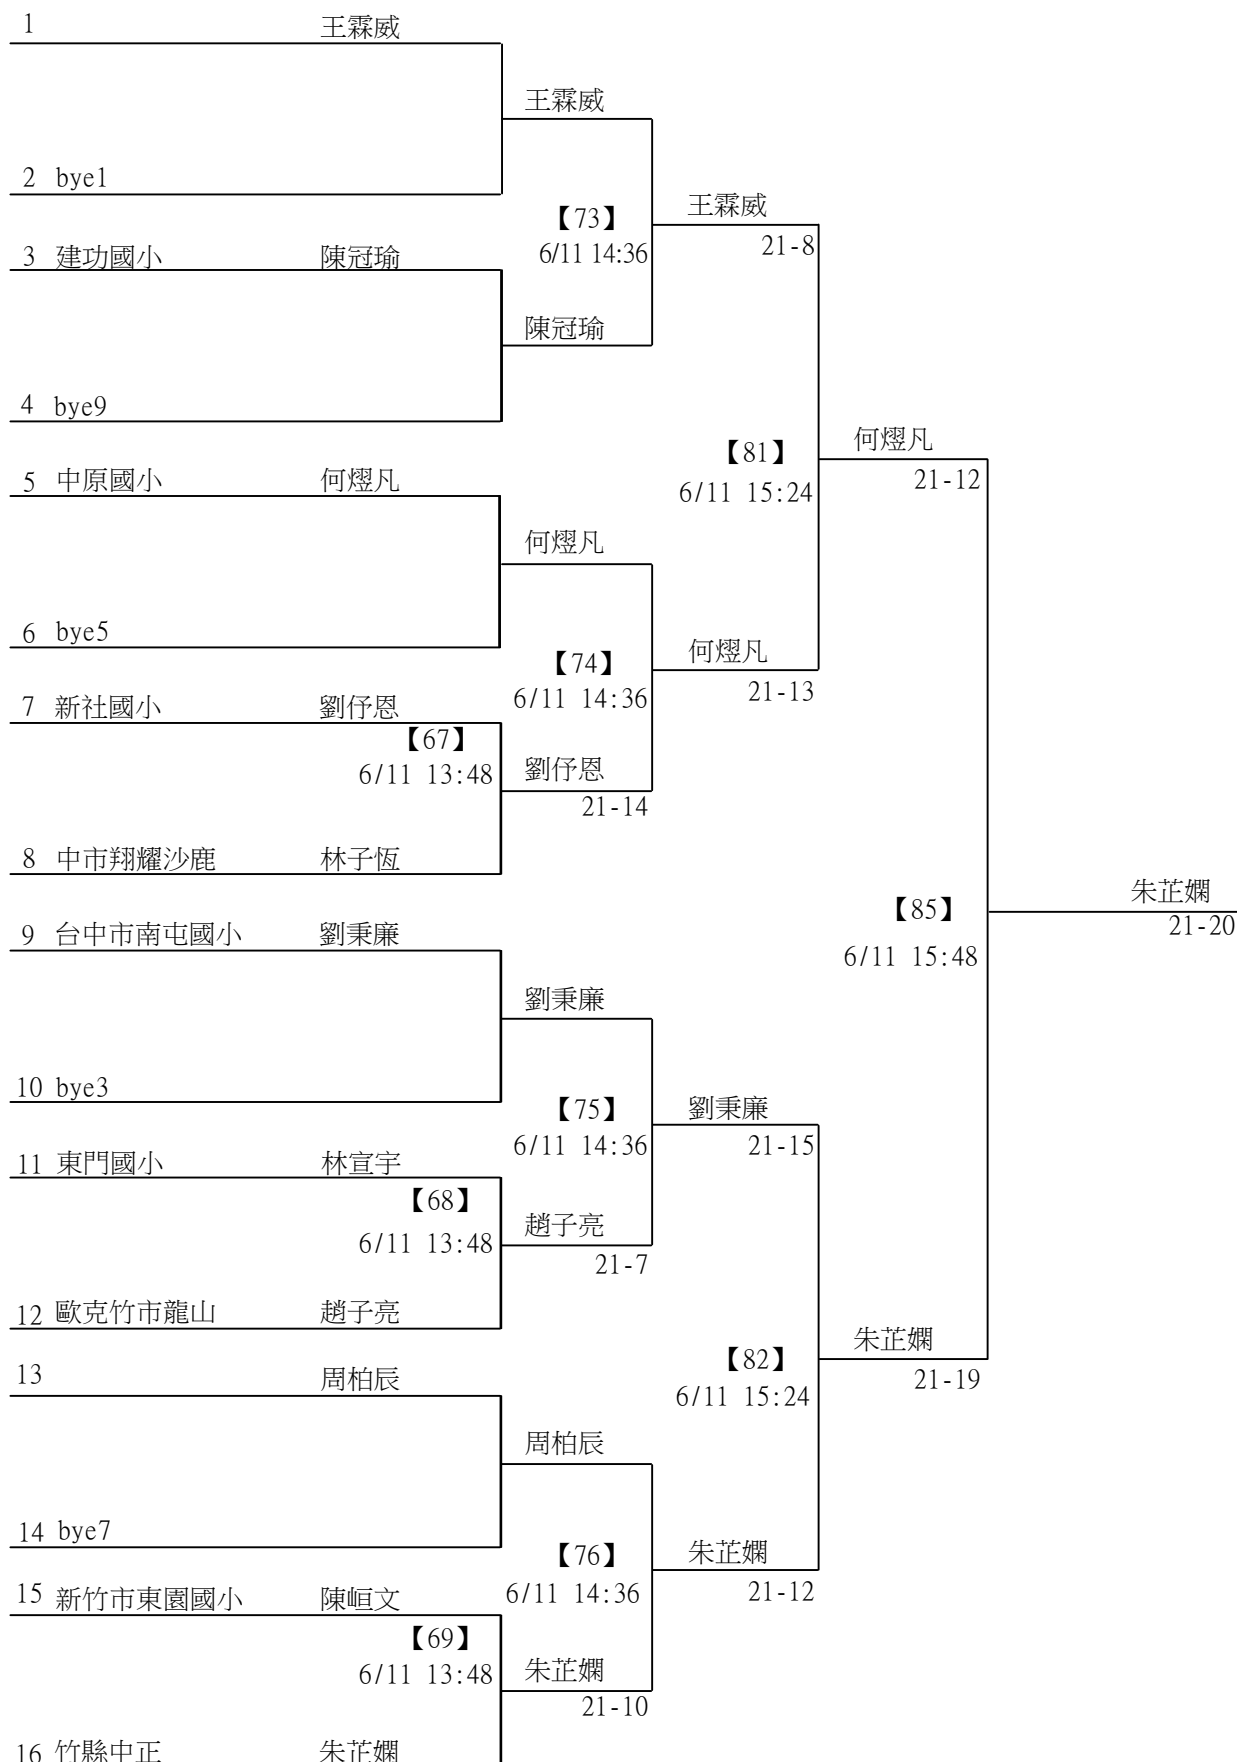 1 王霖威
王霖威
2 bye1
王霖威
【73】
21-8
3 建功國小 陳冠瑜
6/11 14:36
陳冠瑜
4 bye9
何熤凡
【81】
21-12
5 中原國小 何熤凡
6/11 15:24
何熤凡
6 bye5
何熤凡
【74】
21-13
7 新社國小 劉伃恩
6/11 14:36
【67】
6/11 13:48
劉伃恩
21-14
8 中市翔耀沙鹿 林子恆
朱芷嫻
【85】
21-20
9 台中市南屯國小 劉秉廉
6/11 15:48
劉秉廉
10 bye3
【75】
劉秉廉
6/11 14:36
21-15
11 東門國小 林宣宇
【68】
趙子亮
6/11 13:48
21-7
12 歐克竹市龍山 趙子亮
朱芷嫻
【82】
21-19
13 周柏辰
6/11 15:24
周柏辰
14 bye7
【76】
朱芷嫻
6/11 14:36
21-12
15 新竹市東園國小 陳峘文
【69】
6/11 13:48
朱芷嫻
21-10
16 竹縣中正 朱芷嫻